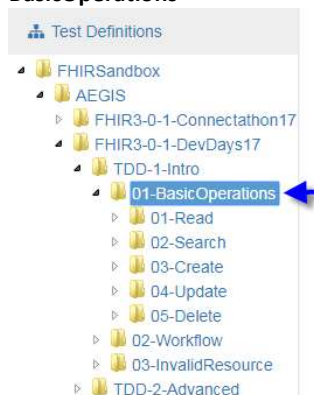 BasicOperations
Test Definitions
FHIRSandbox
AEGIS
FHIR3-0-1-Connectathon17
FHIR3-0-1-DevDays17
TDD-1-Intro
01-BasicOperations
01-Read
02-Search
03-Create
04-Update
05-Delete
02-Workflow
03-InvalidResource
TDD-2-Advanced